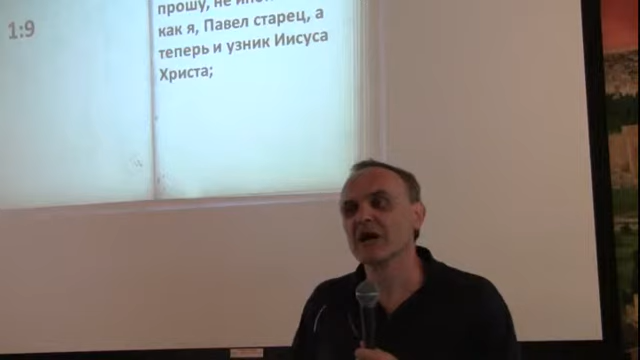 1:9
прошу, не
как я, Павел старец, а
теперь и узник Иисуса
Христа;